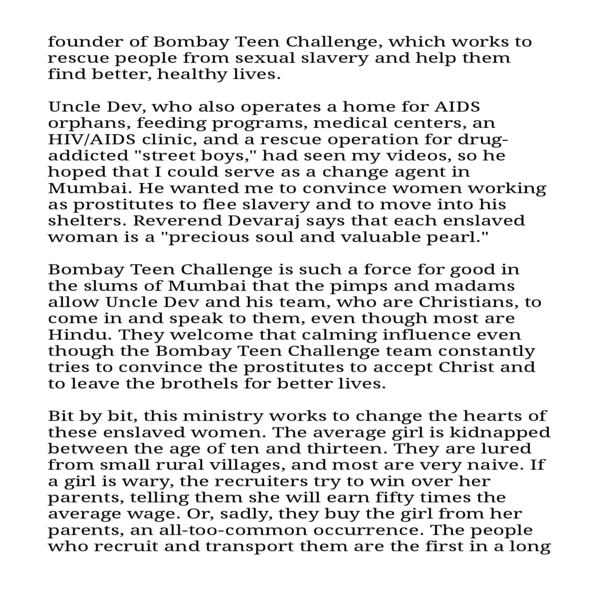 founder of Bombay Teen Challenge, which works to
rescue people from sexual slavery and help them
find better, healthy lives.
Uncle Dev, who also operates a home for AIDS
orphans, feeding programs, medical centers, an
HIV/AIDS clinic, and a rescue operation for drug-
addicted "street boys," had seen my videos, so he
hoped that I could serve as a change agent in
Mumbai. He wanted me to convince women working
as prostitutes to flee slavery and to move into his
shelters. Reverend Devaraj says that each enslaved
woman is a "precious soul and valuable pearl."
Bombay Teen Challenge is such a force for good in
the slums of Mumbai that the pimps and madams
allow Uncle Dev and his team, who are Christians, to
come in and speak to them, even though most are
Hindu. They welcome that calming influence even
though the Bombay Teen Challenge team constantly
tries to convince the prostitutes to accept Christ and
to leave the brothels for better lives.
Bit by bit, this ministry works to change the hearts of
these enslaved women. The average girl is kidnapped
between the age of ten and thirteen. They are lured
from small rural villages, and most are very naive. If
a girl is wary, the recruiters try to win over her
parents, telling them she will earn fifty times the
average wage. Or, sadly, they buy the girl from her
parents, an all-too-common occurrence. The people
who recruit and transport them are the first in a long